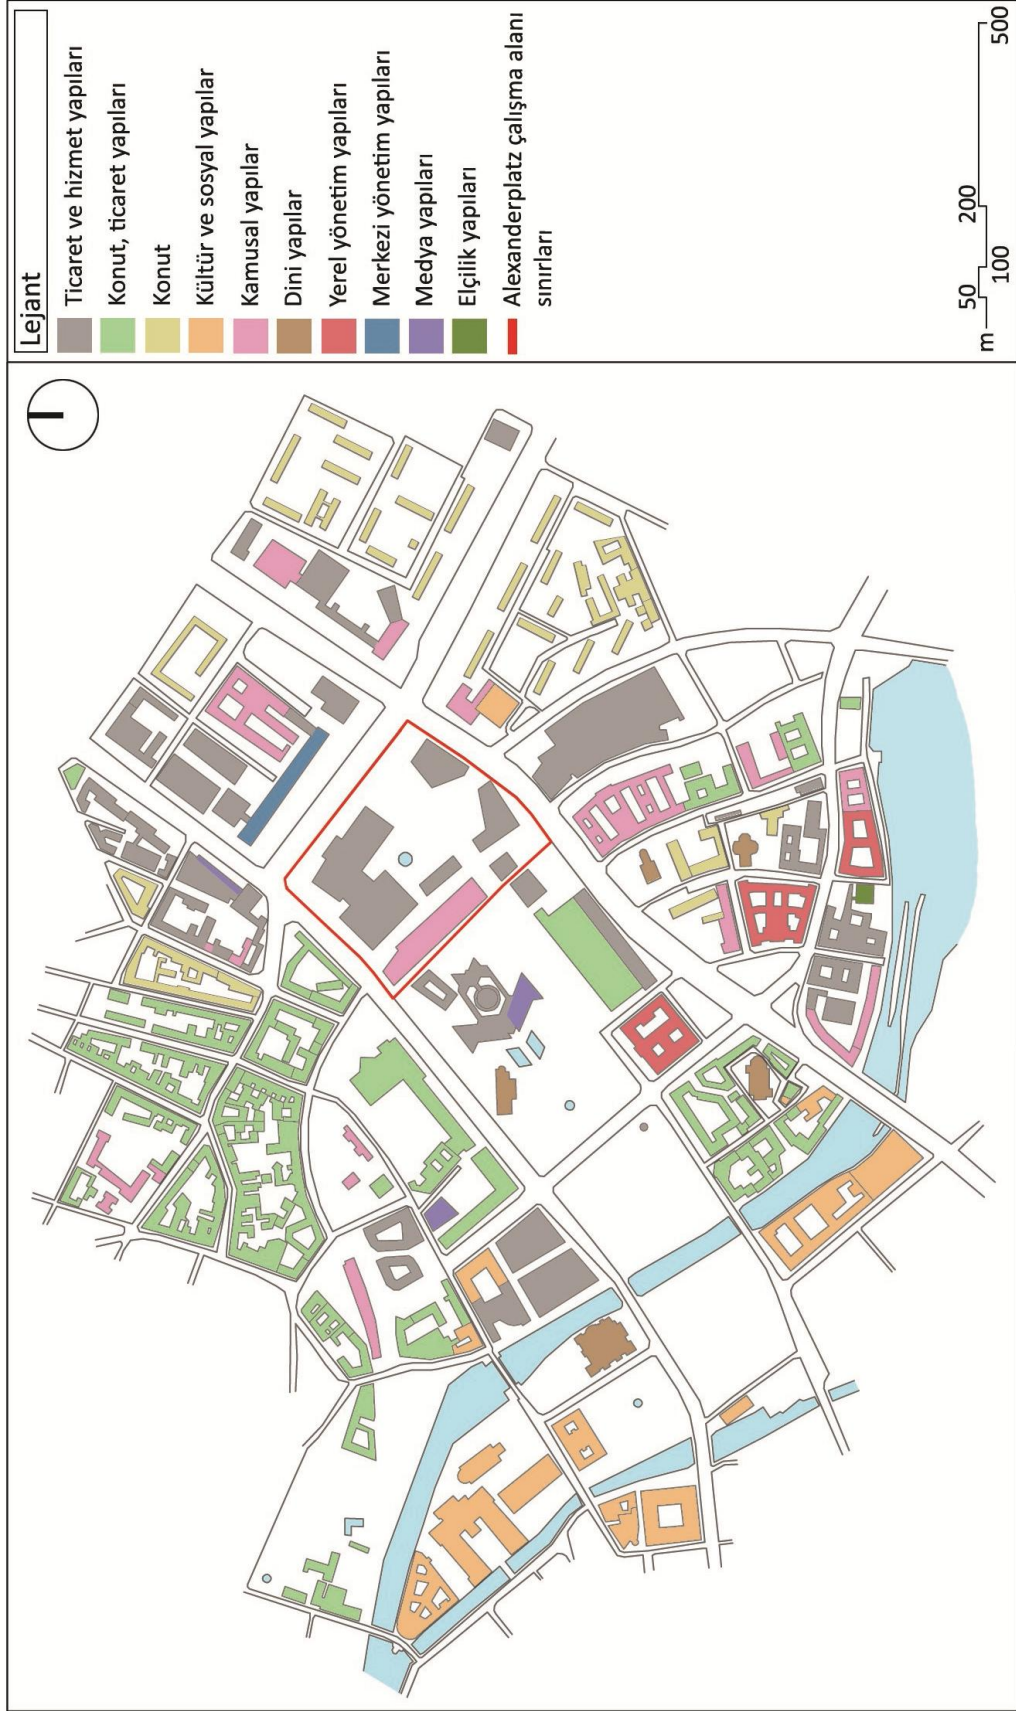 Lejant
Ticaret ve hizmet yapıları
Konut, ticaret yapıları
Konut
Kültür ve sosyal yapılar
Kamusal yapılar
Dini yapılar
Yerel yönetim yapıları
Merkezi yönetim yapıları
Medya yapıları
Elçilik yapıları
Alexanderplatz çalışma alanı
sınırları
50 200
m 100 500